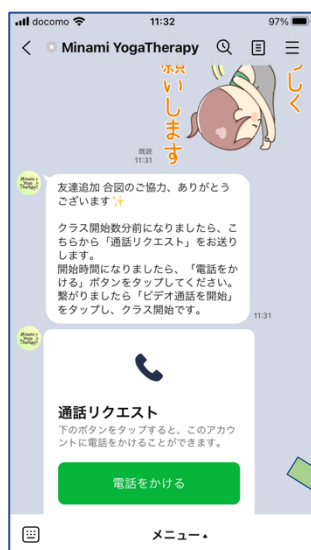 docomo 11:32 97%
Minami YogaTherapy
願いします
しく
既読
11:31
友達追加 合図のご協力、ありがとうございます✨
クラス開始数分前になりましたら、こ
ちらから「通話リクエスト」をお送り
します。
開始時間になりましたら、「電話をか
ける」ボタンをタップしてください。
繋がりましたら「ビデオ通話を開始」
をタップし、クラス開始です。
11:31
通話リクエスト
下のボタンをタップすると、このアカウ
ントに電話をかけることができます。
電話をかける
メニュー▴